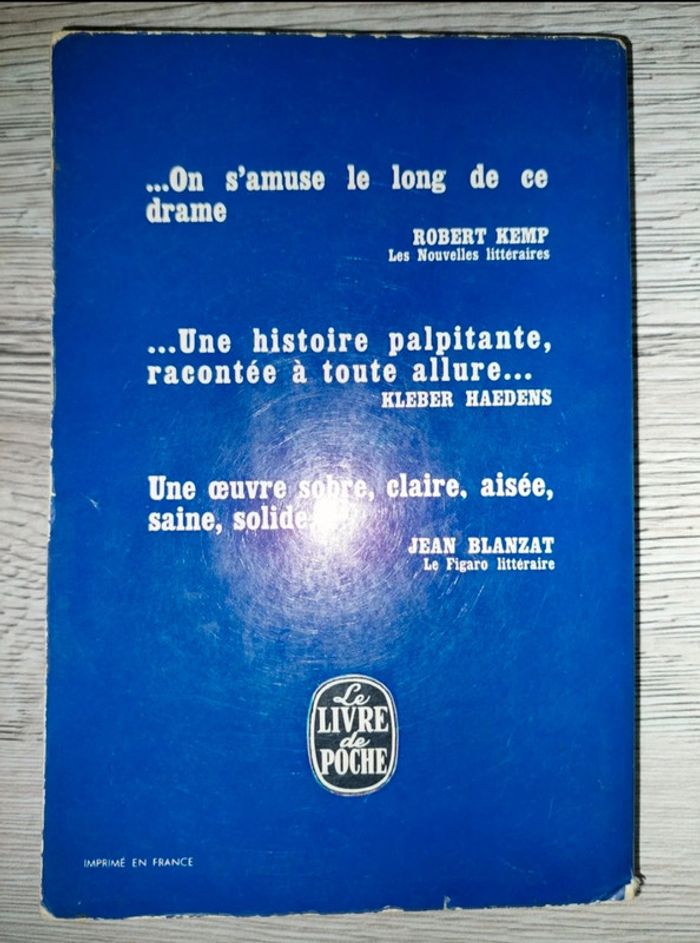 ...On s'amuse le long de ce
drame
ROBERT KEMP
Les Nouvelles littéraires
...Une histoire palpitante,
racontée à toute allure...
KLEBER HAEDENS
Une œuvre sobre, claire, aisée,
saine, solide.
JEAN BLANZAT
Le Figaro littéraire
Le
LIVRE
de
POCHE
IMPRIMÉ EN FRANCE